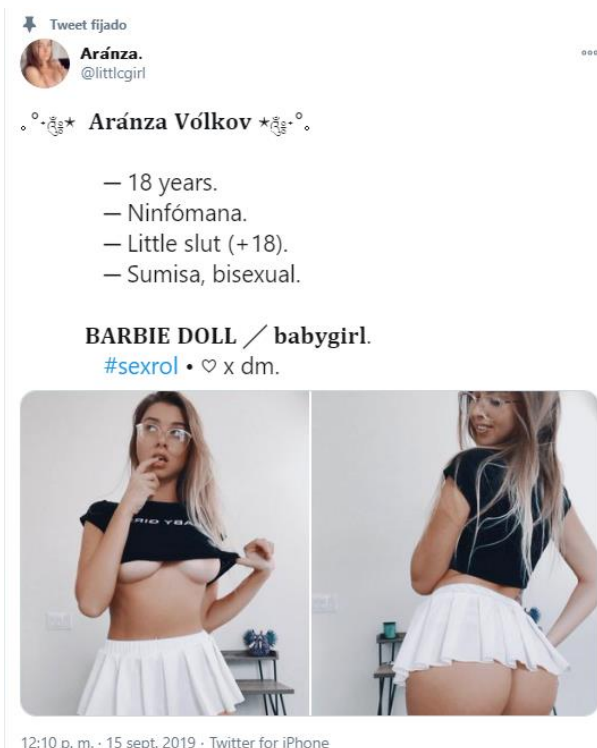 Tweet fijado
Aránza.
@littlcgirl
Aránza Vólkov
— 18 years.
— Ninfómana.
— Little slut (+18).
— Sumisa, bisexual.
BARBIE DOLL ／ babygirl.
#sexrol • ♡ x dm.
12:10 p. m. · 15 sept. 2019 · Twitter for iPhone